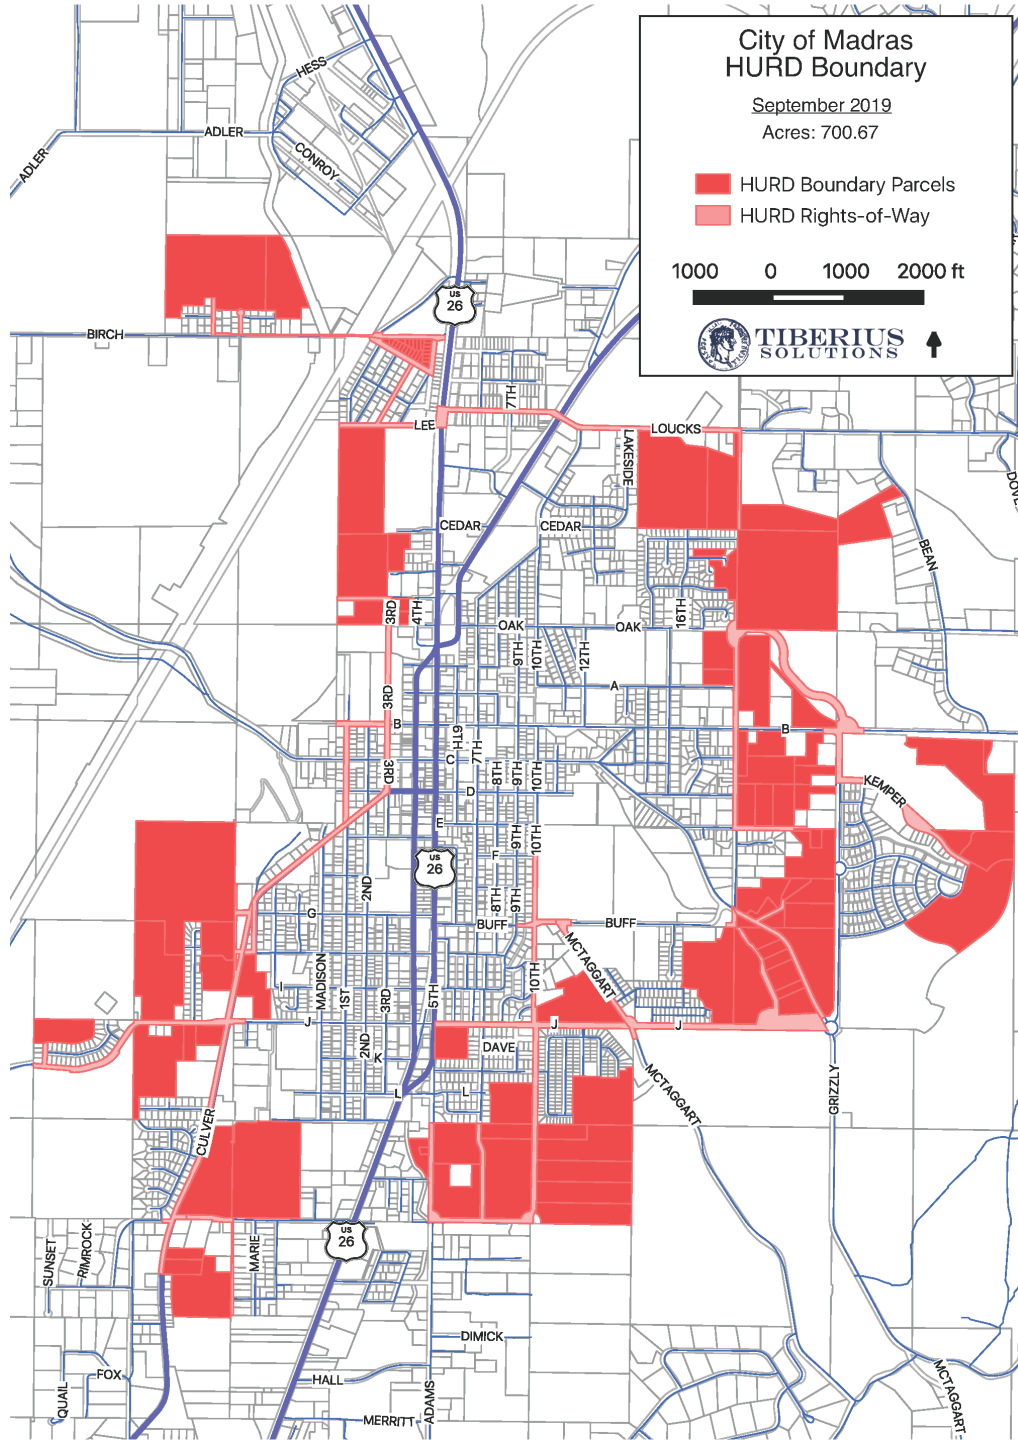 City of Madras
HURD Boundary
September 2019
Acres: 700.67
HURD Boundary Parcels
HURD Rights-of-Way
1000 0 1000 2000 ft
TIBERIUS
SOLUTIONS
HESS
ADLER
ADLER
CONROY
US
26
BIRCH
7TH
LEE
LOUCKS
LAKESIDE
DOVE
CEDAR
CEDAR
BEAN
3RD
4TH
16TH
OAK
OAK
9TH
10TH
12TH
A
3RD
B
B
6TH
7TH
C
3RD
8TH
9TH
10TH
D
KEMPER
E
9TH
10TH
F
US
26
2ND
8TH
9TH
G
BUFF
BUFF
MCTAGGART
10TH
MADISON
I
1ST
3RD
5TH
J
J
J
2ND
K
DAVE
L
L
MCTAGGART
GRIZZLY
CULVER
US
26
SUNSET
RIMROCK
MARIE
DIMICK
FOX
HALL
QUAIL
ADAMS
MERRITT
MCTAGGART